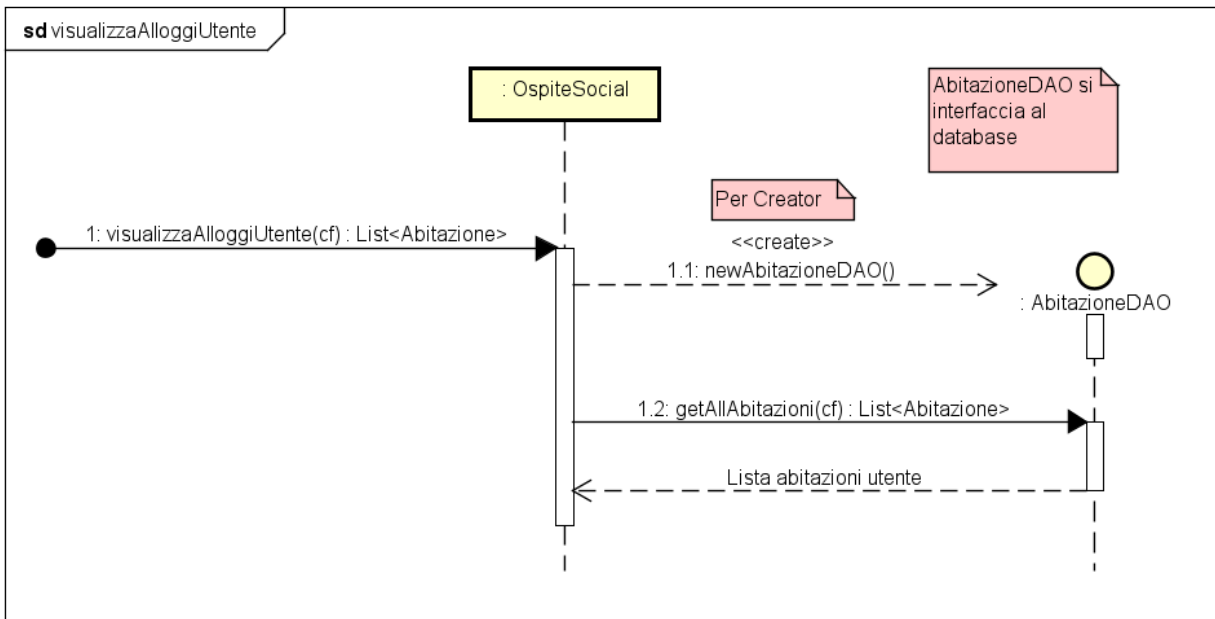 sd visualizzaAlloggiUtente
: OspiteSocial
AbitazioneDAO si
interfaccia al
database
Per Creator
1: visualizzaAlloggiUtente(cf) : List<Abitazione>
<<create>>
1.1: newAbitazioneDAO()
: AbitazioneDAO
1.2: getAllAbitazioni(cf) : List<Abitazione>
Lista abitazioni utente